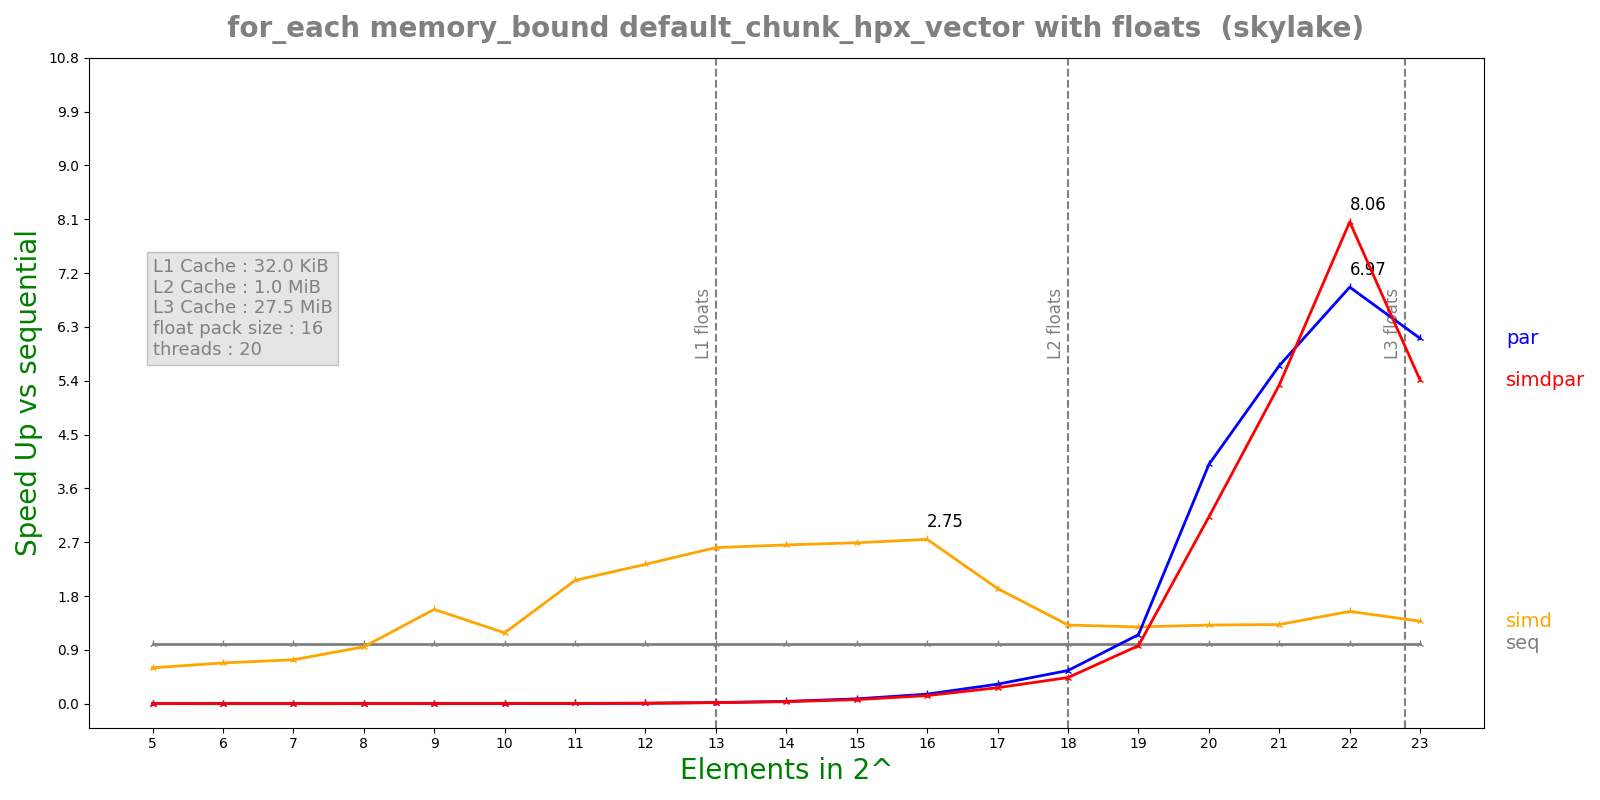 for_each memory_bound default_chunk_hpx_vector with floats (skylake)
Speed Up vs sequential
10.8
9.9
9.0
8.1
7.2
6.3
5.4
4.5
3.6
2.7
1.8
0.9
0.0
L1 Cache : 32.0 KiB
L2 Cache : 1.0 MiB
L3 Cache : 27.5 MiB
float pack size : 16
threads : 20
L1 floats
L2 floats
L3 floats
2.75
8.06
6.97
par
simdpar
simd
seq
5 6 7 8 9 10 11 12 13 14 15 16 17 18 19 20 21 22 23
Elements in 2^